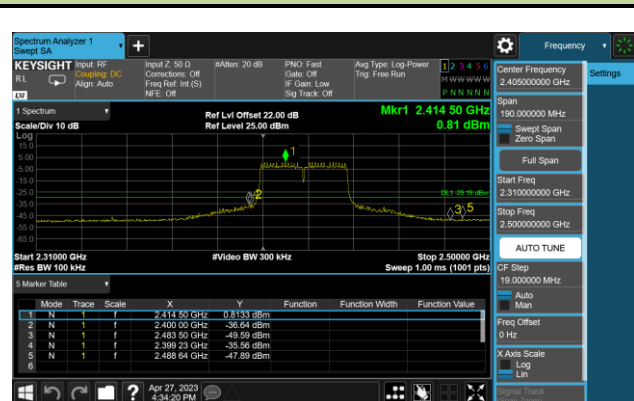 Spectrum Analyzer 1
Swept SA
Frequency
KEYSIGHT
Input: RF
Input Z: 50 Ω
#Atten: 20 dB
PNO: Fast
Avg Type: Log-Power
1 2 3 4 5 6
RL
Coupling: DC
Corrections: Off
Gate: Off
Trig: Free Run
M W W W W W
Align: Auto
Freq Ref: Int (S)
IF Gain: Low
P N N N N N
NFE: Off
Sig Track: Off
LXI
1 Spectrum
Ref Lvl Offset 22.00 dB
Mkr1 2.414 50 GHz
Scale/Div 10 dB
Ref Level 25.00 dBm
0.81 dBm
Log
15.0
5.00
-5.00
-15.0
-25.0
-35.0
-45.0
-55.0
-65.0
1
2
3
5
DL1 -29.19 dBm
Start 2.31000 GHz
#Video BW 300 kHz
Stop 2.50000 GHz
#Res BW 100 kHz
Sweep 1.00 ms (1001 pts)
5 Marker Table
Mode Trace Scale X Y Function Function Width Function Value
1 N 1 f 2.414 50 GHz 0.8133 dBm
2 N 1 f 2.400 00 GHz -36.64 dBm
3 N 1 f 2.483 50 GHz -49.59 dBm
4 N 1 f 2.399 23 GHz -35.56 dBm
5 N 1 f 2.488 64 GHz -47.89 dBm
6
Apr 27, 2023
4:34:20 PM
Center Frequency
2.405000000 GHz
Settings
Span
190.000000 MHz
Swept Span
Zero Span
Full Span
Start Freq
2.310000000 GHz
Stop Freq
2.500000000 GHz
AUTO TUNE
CF Step
19.000000 MHz
Auto
Man
Freq Offset
0 Hz
X Axis Scale
Log
Lin
Signal Track